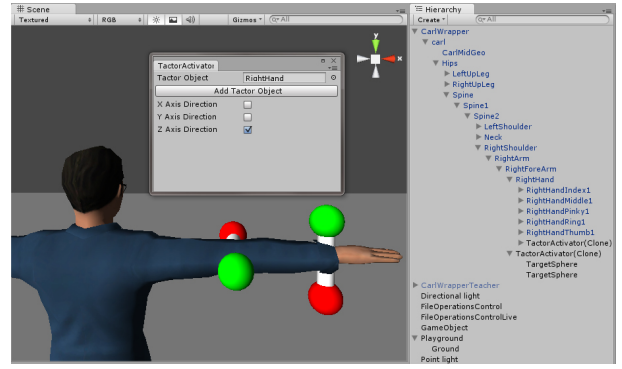 Scene
Textured
RGB
Gizmos
All
y
x
TactorActivator
Tactor Object
RightHand
Add Tactor Object
X Axis Direction
Y Axis Direction
Z Axis Direction
Hierarchy
Create
All
CarlWrapper
carl
CarlMidGeo
Hips
LeftUpLeg
RightUpLeg
Spine
Spine1
Spine2
LeftShoulder
Neck
RightShoulder
RightArm
RightForeArm
RightHand
RightHandIndex1
RightHandMiddle1
RightHandPinky1
RightHandRing1
RightHandThumb1
TactorActivator(Clone)
TactorActivator(Clone)
TargetSphere
TargetSphere
CarlWrapperTeacher
Directional light
FileOperationsControl
FileOperationsControlLive
GameObject
Playground
Ground
Point light